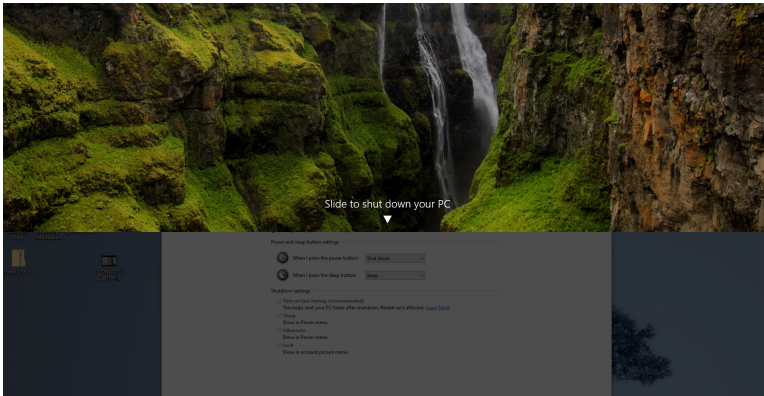 Slide to shut down your PC
Power and sleep button settings
When I press the power button:
Shut down
When I press the sleep button:
Sleep
Shutdown settings
Turn on fast startup (recommended)
This helps start your PC faster after shutdown. Restart isn't affected. Learn More
Sleep
Show in Power menu.
Hibernate
Show in Power menu.
Lock
Show in account picture menu.